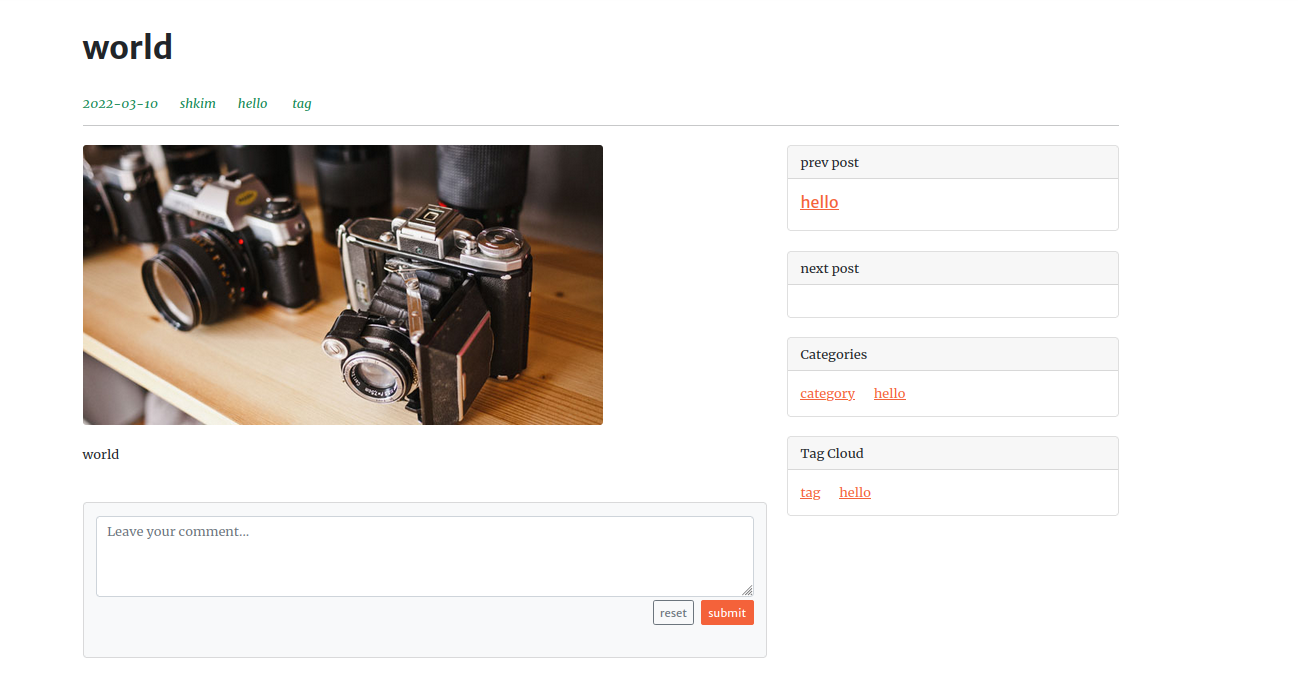 world
2022-03-10 shkim hello tag
world
Leave your comment...
reset submit
prev post
hello
next post
Categories
category hello
Tag Cloud
tag hello